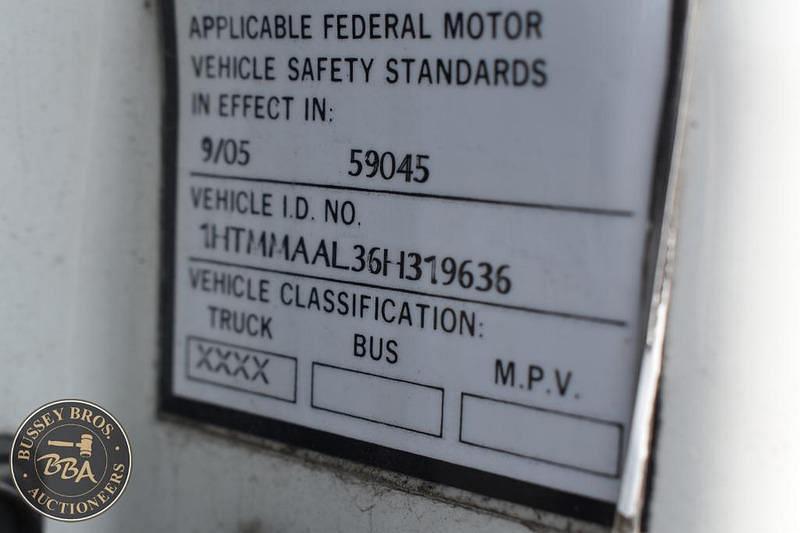 APPLICABLE FEDERAL MOTOR
VEHICLE SAFETY STANDARDS
IN EFFECT IN:
9/05 59045
VEHICLE I.D. NO.
1HTMMAAL36H319636
VEHICLE CLASSIFICATION:
TRUCK BUS M.P.V.
XXXX
BUSSEY BROS.
BBA
AUCTIONEERS